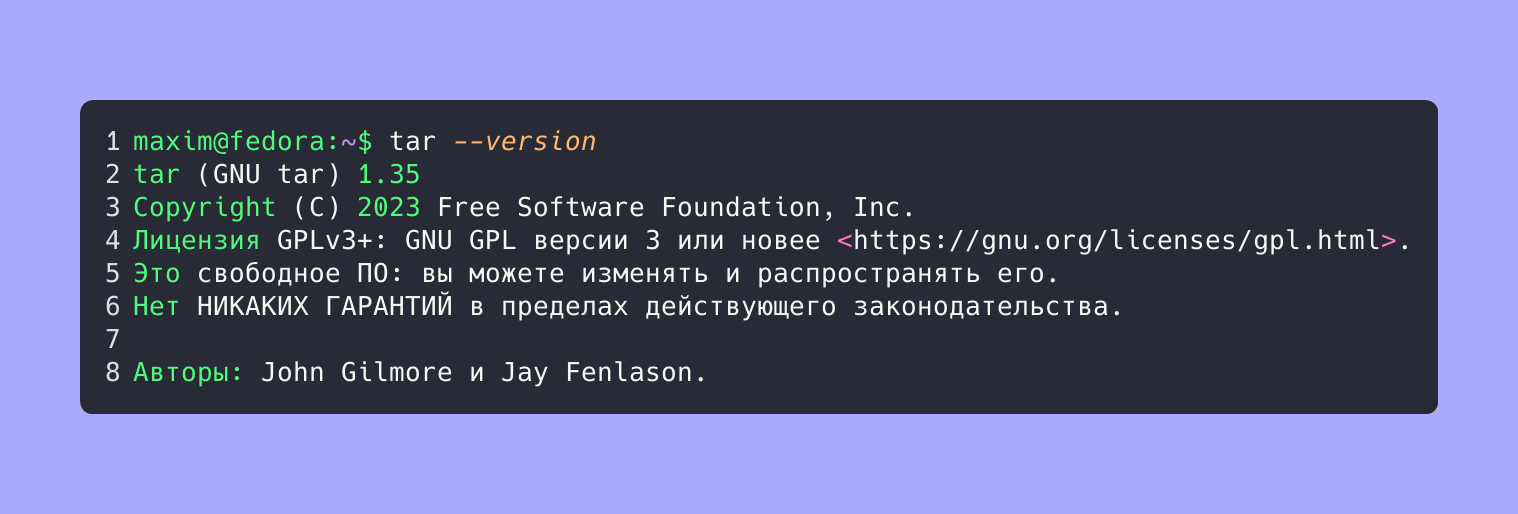 1 maxim@fedora:~$ tar --version
2 tar (GNU tar) 1.35
3 Copyright (C) 2023 Free Software Foundation, Inc.
4 Лицензия GPLv3+: GNU GPL версии 3 или новее <https://gnu.org/licenses/gpl.html>.
5 Это свободное ПО: вы можете изменять и распространять его.
6 Нет НИКАКИХ ГАРАНТИЙ в пределах действующего законодательства.
7
8 Авторы: John Gilmore и Jay Fenlason.